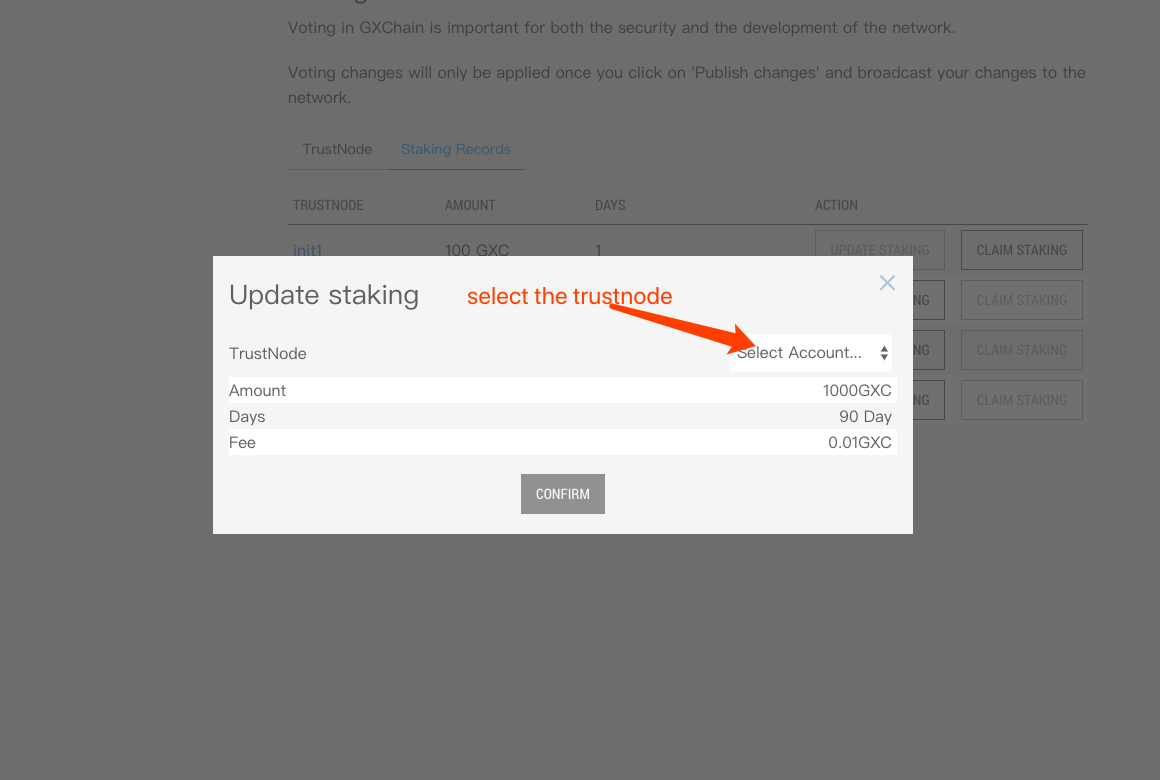 Voting in GXChain is important for both the security and the development of the network.
Voting changes will only be applied once you click on 'Publish changes' and broadcast your changes to the
network.
TrustNode Staking Records
TRUSTNODE AMOUNT DAYS ACTION
init1 100 GXC 1 UPDATE STAKING CLAIM STAKING
NG CLAIM STAKING
NG CLAIM STAKING
NG CLAIM STAKING
Update staking
select the trustnode
TrustNode Select Account...
Amount 1000GXC
Days 90 Day
Fee 0.01GXC
CONFIRM